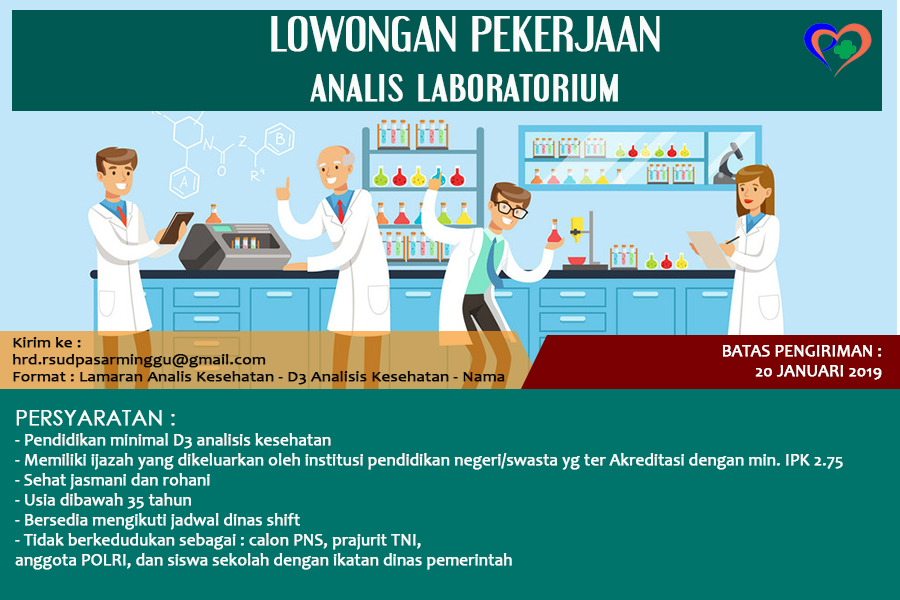 LOWONGAN PEKERJAAN
ANALIS LABORATORIUM
N
O
Z
R⁴
A
B
Kirim ke :
hrd.rsudpasarminggu@gmail.com
Format : Lamaran Analis Kesehatan - D3 Analisis Kesehatan - Nama
BATAS PENGIRIMAN :
20 JANUARI 2019
PERSYARATAN :
- Pendidikan minimal D3 analisis kesehatan
- Memiliki ijazah yang dikeluarkan oleh institusi pendidikan negeri/swasta yg ter Akreditasi dengan min. IPK 2.75
- Sehat jasmani dan rohani
- Usia dibawah 35 tahun
- Bersedia mengikuti jadwal dinas shift
- Tidak berkedudukan sebagai : calon PNS, prajurit TNI,
anggota POLRI, dan siswa sekolah dengan ikatan dinas pemerintah